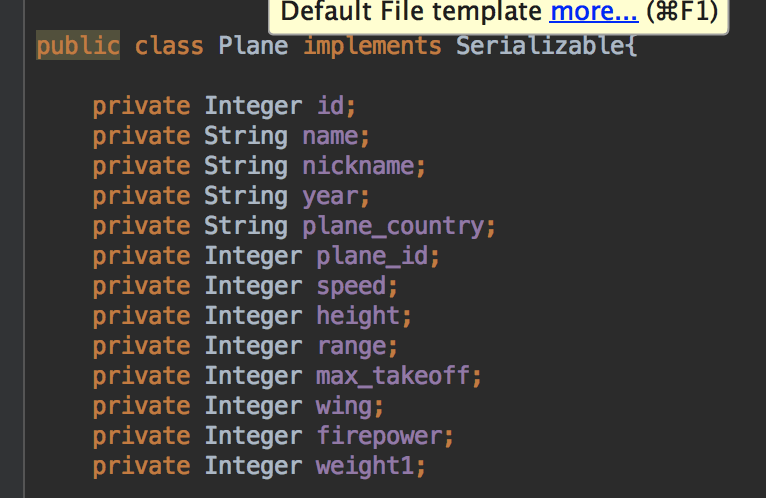 Default File template more... (⌘F1)
public class Plane implements Serializable{
private Integer id;
private String name;
private String nickname;
private String year;
private String plane_country;
private Integer plane_id;
private Integer speed;
private Integer height;
private Integer range;
private Integer max_takeoff;
private Integer wing;
private Integer firepower;
private Integer weight1;